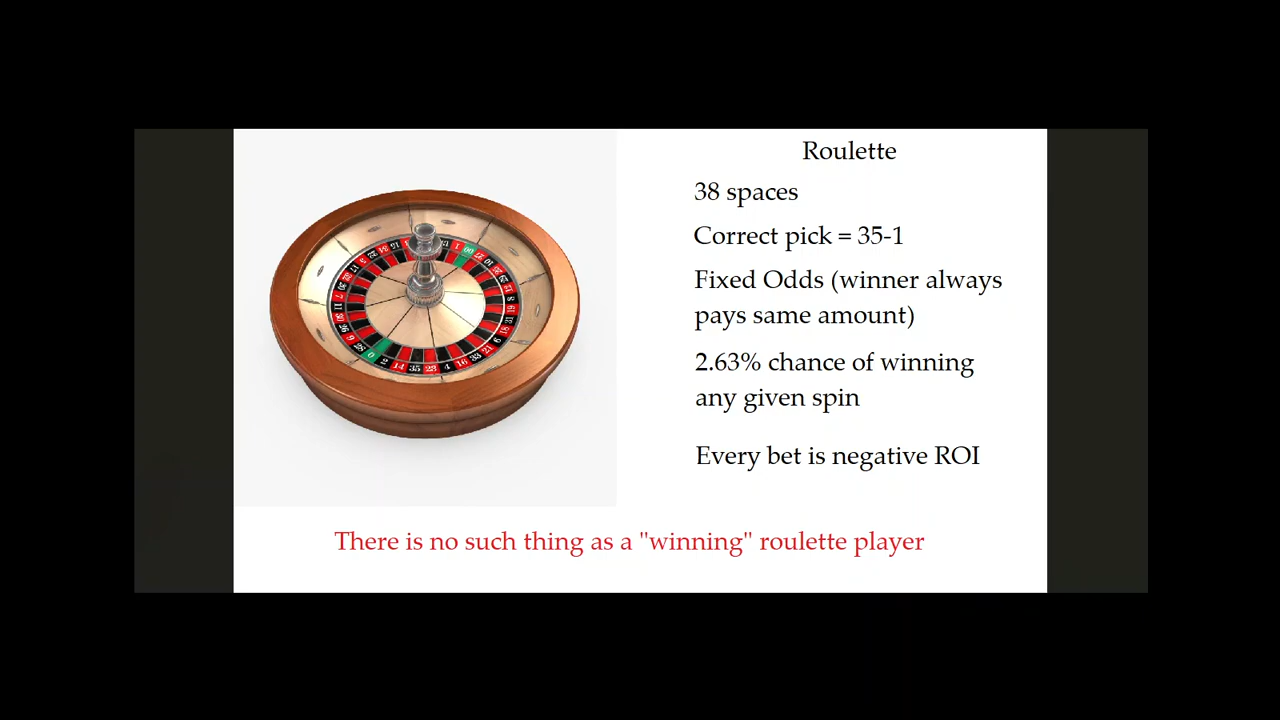 Roulette
38 spaces
Correct pick = 35-1
Fixed Odds (winner always
pays same amount)
2.63% chance of winning
any given spin
Every bet is negative ROI
There is no such thing as a "winning" roulette player